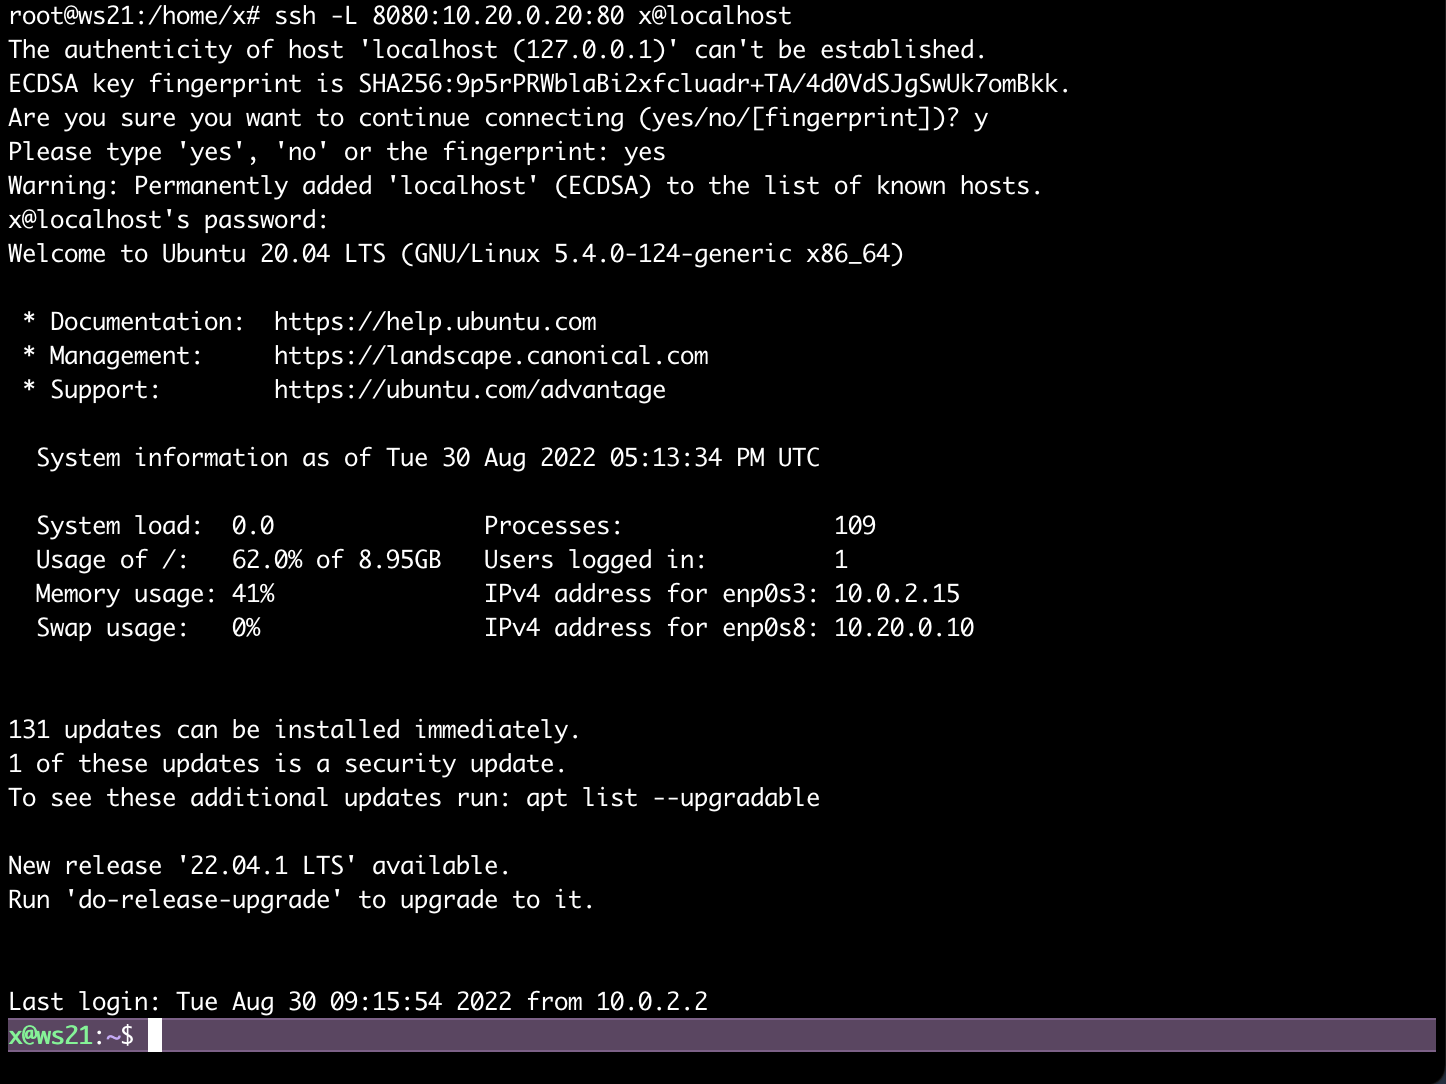 root@ws21:/home/x# ssh -L 8080:10.20.0.20:80 x@localhost
The authenticity of host 'localhost (127.0.0.1)' can't be established.
ECDSA key fingerprint is SHA256:9p5rPRWblaBi2xfcluadr+TA/4d0VdSJgSwUk7omBkk.
Are you sure you want to continue connecting (yes/no/[fingerprint])? y
Please type 'yes', 'no' or the fingerprint: yes
Warning: Permanently added 'localhost' (ECDSA) to the list of known hosts.
x@localhost's password:
Welcome to Ubuntu 20.04 LTS (GNU/Linux 5.4.0-124-generic x86_64)

 * Documentation:  https://help.ubuntu.com
 * Management:     https://landscape.canonical.com
 * Support:        https://ubuntu.com/advantage

  System information as of Tue 30 Aug 2022 05:13:34 PM UTC

  System load:  0.0               Processes:               109
  Usage of /:   62.0% of 8.95GB   Users logged in:         1
  Memory usage: 41%               IPv4 address for enp0s3: 10.0.2.15
  Swap usage:   0%                IPv4 address for enp0s8: 10.20.0.10


131 updates can be installed immediately.
1 of these updates is a security update.
To see these additional updates run: apt list --upgradable

New release '22.04.1 LTS' available.
Run 'do-release-upgrade' to upgrade to it.


Last login: Tue Aug 30 09:15:54 2022 from 10.0.2.2
x@ws21:~$